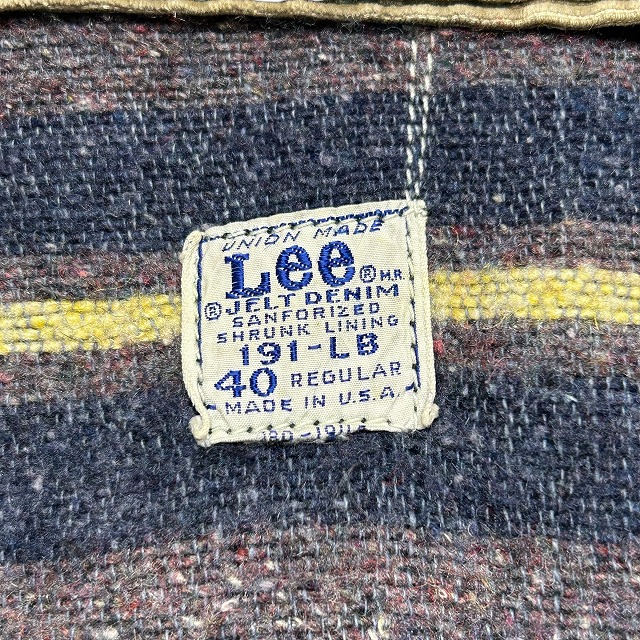 UNION MADE
Lee ® M.R.
® JELT DENIM
SANFORIZED
SHRUNK LINING
191-LB
40 REGULAR
MADE IN U.S.A